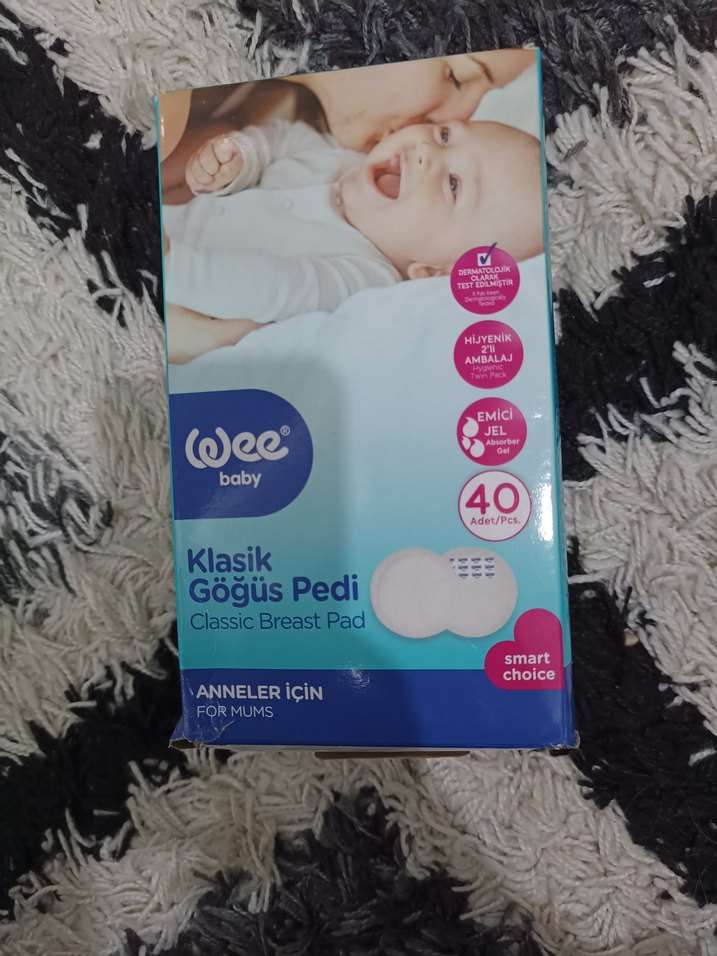 DERMATOLOJİK
OLARAK
TEST EDİLMİŞTİR
It has been
Dermatologically
Tested
HİJYENİK
2'li
AMBALAJ
Hygienic
Twin Pack
EMİCİ
JEL
Absorber
Gel
40
Adet/Pcs.
wee®
baby
Klasik
Göğüs Pedi
Classic Breast Pad
smart
choice
ANNELER İÇİN
FOR MUMS